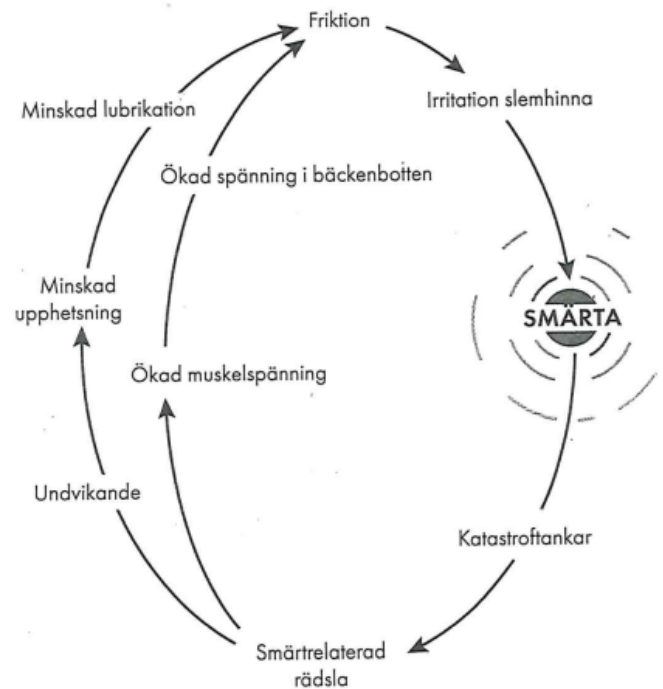 Friktion
Minskad lubrikation
Irritation slemhinna
Ökad spänning i bäckenbotten
Minskad
upphetsning
SMÄRTA
Ökad muskelspänning
Undvikande
Katastroftankar
Smärtrelaterad
rädsla